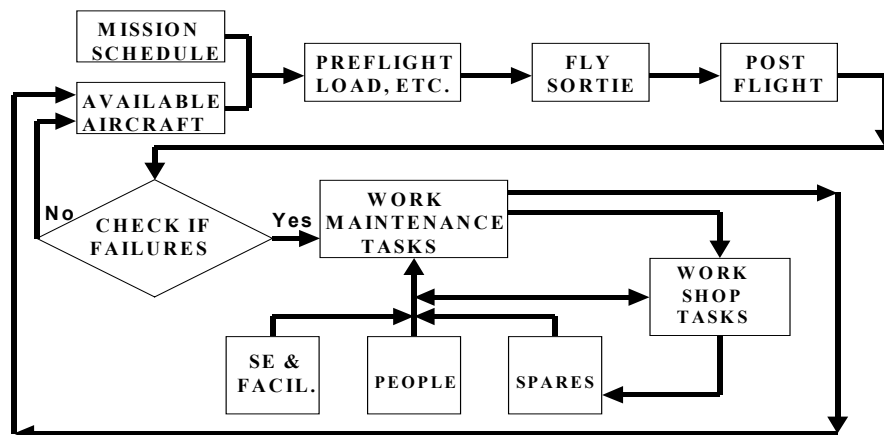 MISSION
SCHEDULE
AVAILABLE
AIRCRAFT
PREFLIGHT
LOAD, ETC.
FLY
SORTIE
POST
FLIGHT
No
CHECK IF
FAILURES
Yes
WORK
MAINTENANCE
TASKS
WORK
SHOP
TASKS
SE &
FACIL.
PEOPLE
SPARES